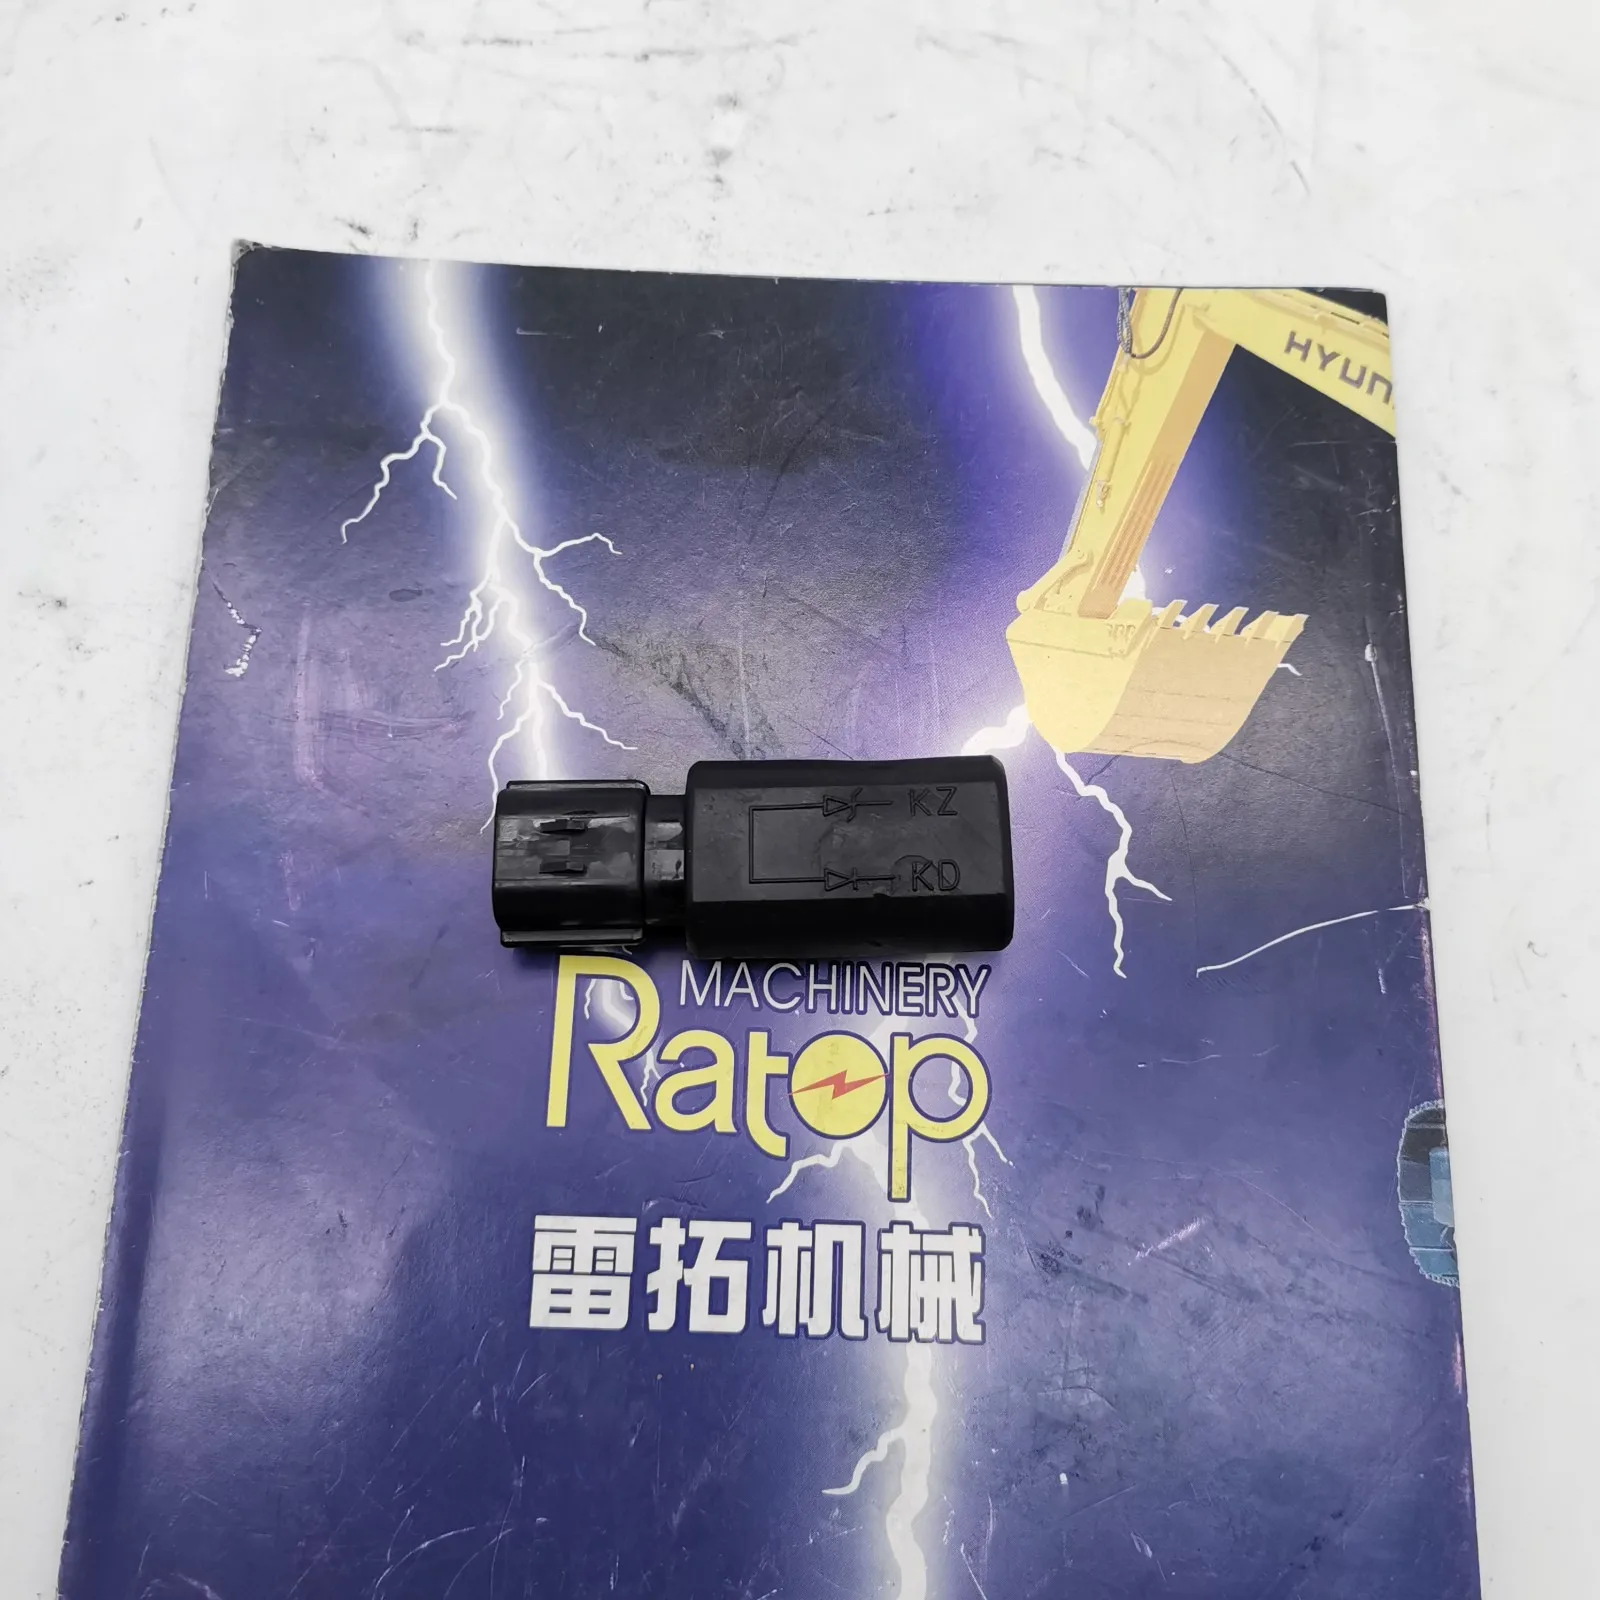 HYUN
KZ
KD
MACHINERY
Ratop
雷拓机械